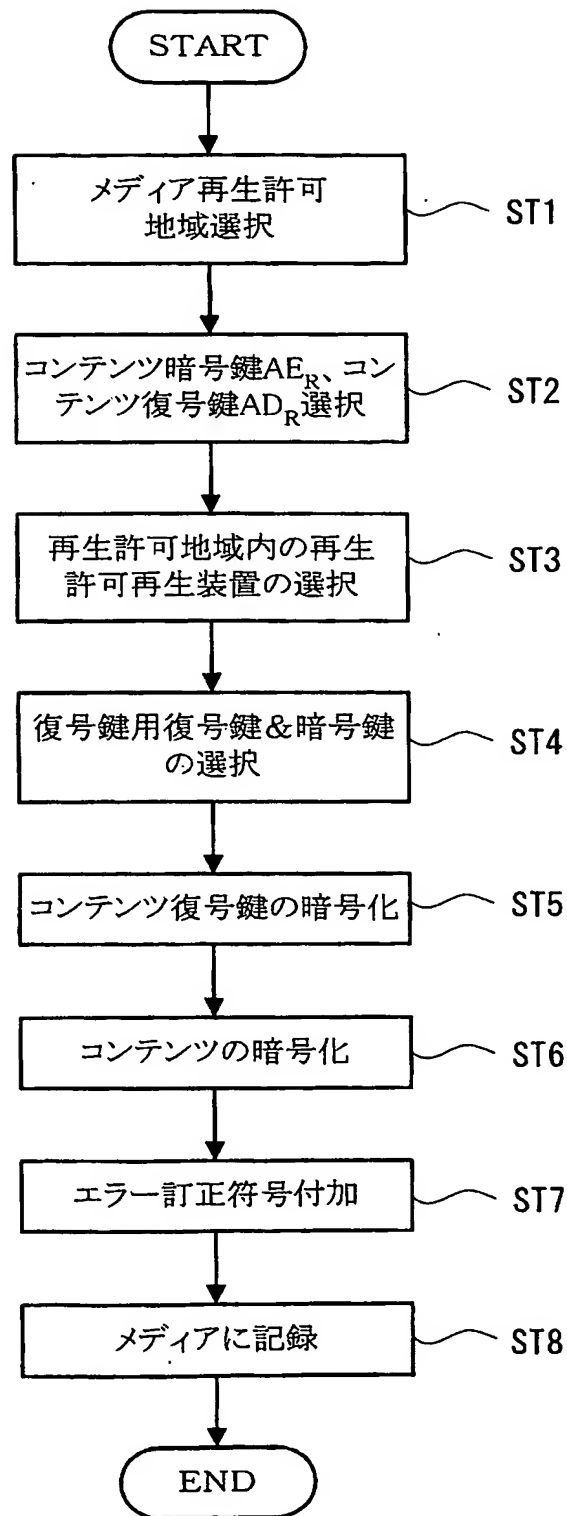 START
メディア再生許可
地域選択
ST1
コンテンツ暗号鍵AE_R、コン
テンツ復号鍵AD_R選択
ST2
再生許可地域内の再生
許可再生装置の選択
ST3
復号鍵用復号鍵&暗号鍵
の選択
ST4
コンテンツ復号鍵の暗号化
ST5
コンテンツの暗号化
ST6
エラー訂正符号付加
ST7
メディアに記録
ST8
END